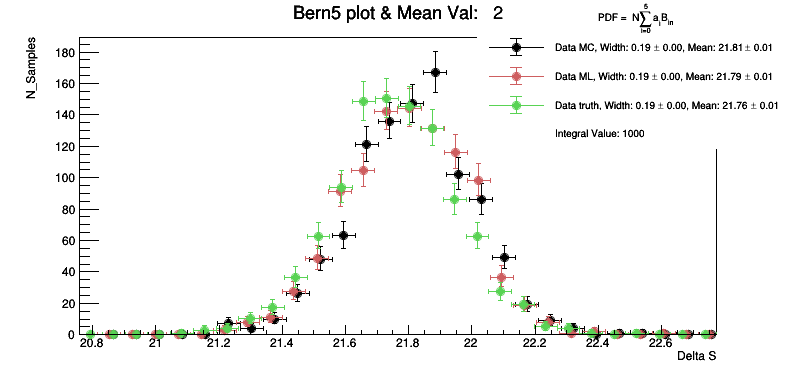 Bern5 plot & Mean Val: 2
PDF = N∑ a_i B_in
5
i=0
Data MC, Width: 0.19 ± 0.00, Mean: 21.81 ± 0.01
Data ML, Width: 0.19 ± 0.00, Mean: 21.79 ± 0.01
Data truth, Width: 0.19 ± 0.00, Mean: 21.76 ± 0.01
Integral Value: 1000
N_Samples
180
160
140
120
100
80
60
40
20
0
20.8 21 21.2 21.4 21.6 21.8 22 22.2 22.4 22.6
Delta S